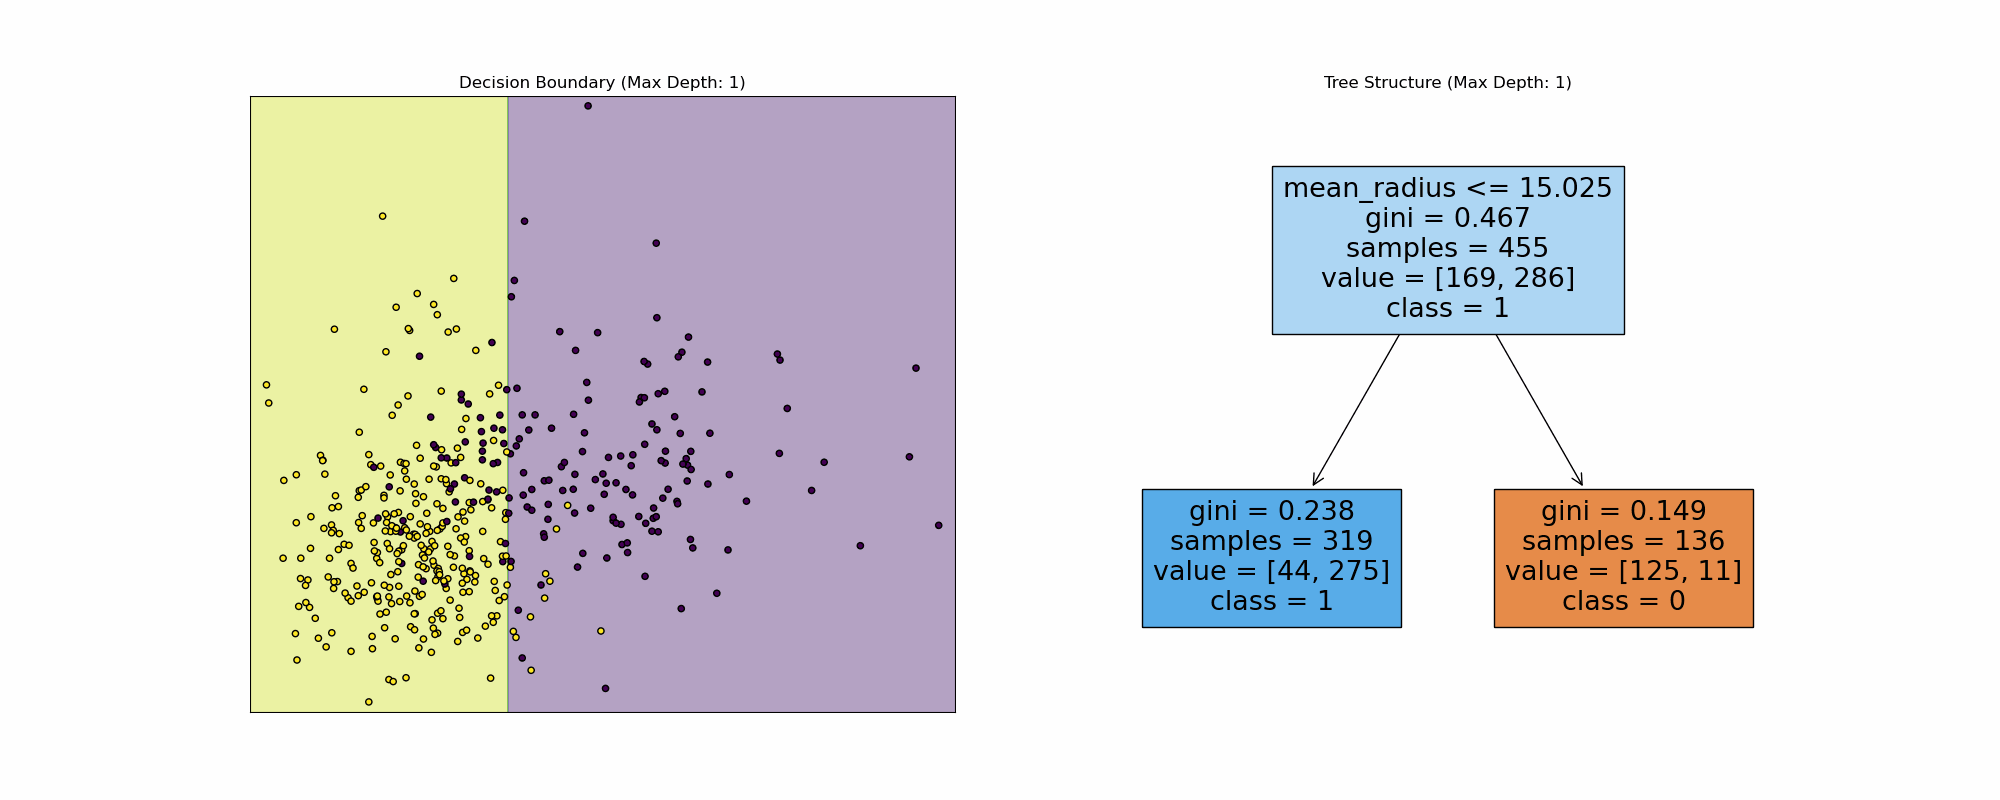 Decision Boundary (Max Depth: 1)
Tree Structure (Max Depth: 1)
mean_radius <= 15.025
gini = 0.467
samples = 455
value = [169, 286]
class = 1
gini = 0.238
samples = 319
value = [44, 275]
class = 1
gini = 0.149
samples = 136
value = [125, 11]
class = 0